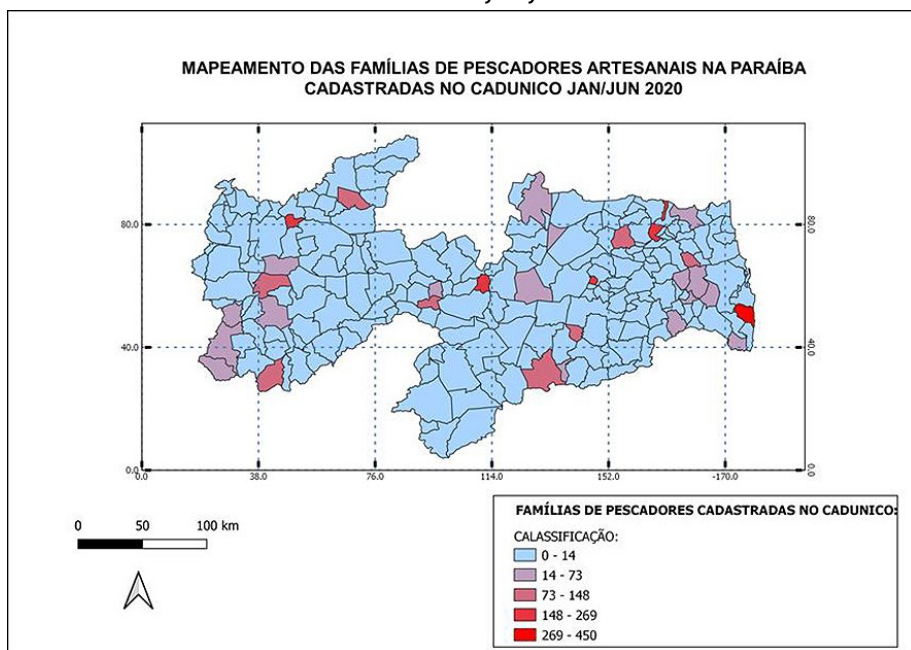 MAPEAMENTO DAS FAMÍLIAS DE PESCADORES ARTESANAIS NA PARAÍBA
CADASTRADAS NO CADUNICO JAN/JUN 2020
80.0
80.0
40.0
40.0
0.0
0.0
0.0
38.0
76.0
114.0
152.0
-170.0
0 50 100 km
FAMÍLIAS DE PESCADORES CADASTRADAS NO CADUNICO:
CALASSIFICAÇÃO:
0 - 14
14 - 73
73 - 148
148 - 269
269 - 450